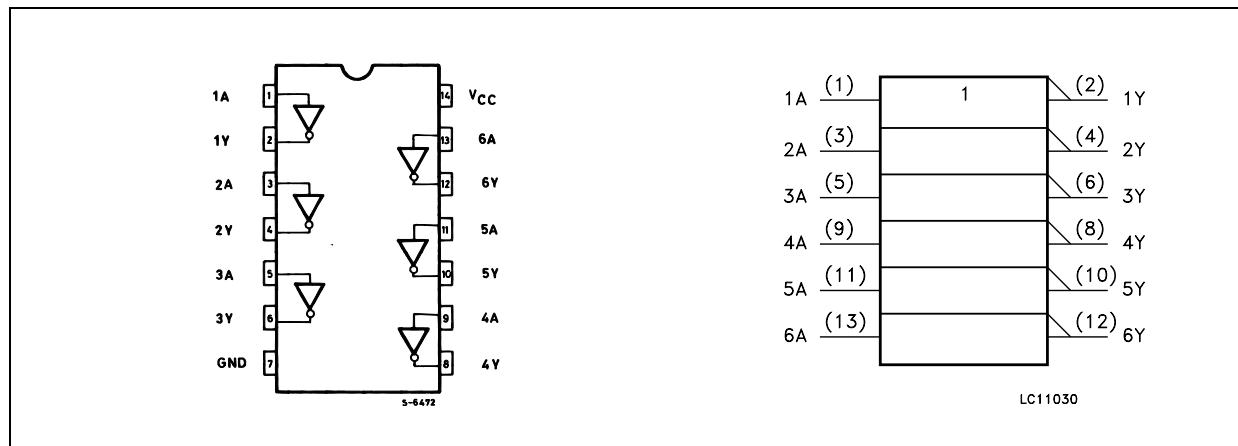 1A 1 14 VCC
1Y 2 13 6A
2A 3 12 6Y
2Y 4 11 5A
3A 5 10 5Y
3Y 6 9 4A
GND 7 8 4Y
S-6472
1A (1) 1 (2) 1Y
2A (3) (4) 2Y
3A (5) (6) 3Y
4A (9) (8) 4Y
5A (11) (10) 5Y
6A (13) (12) 6Y
LC11030